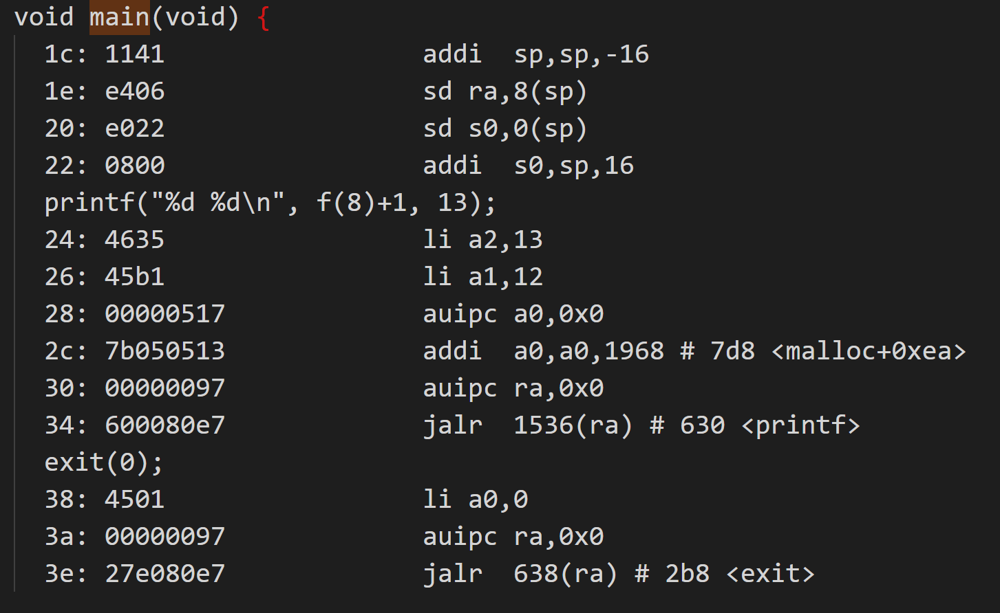 void main(void) {
1c: 1141 addi sp,sp,-16
1e: e406 sd ra,8(sp)
20: e022 sd s0,0(sp)
22: 0800 addi s0,sp,16
printf("%d %d\n", f(8)+1, 13);
24: 4635 li a2,13
26: 45b1 li a1,12
28: 00000517 auipc a0,0x0
2c: 7b050513 addi a0,a0,1968 # 7d8 <malloc+0xea>
30: 00000097 auipc ra,0x0
34: 600080e7 jalr 1536(ra) # 630 <printf>
exit(0);
38: 4501 li a0,0
3a: 00000097 auipc ra,0x0
3e: 27e080e7 jalr 638(ra) # 2b8 <exit>